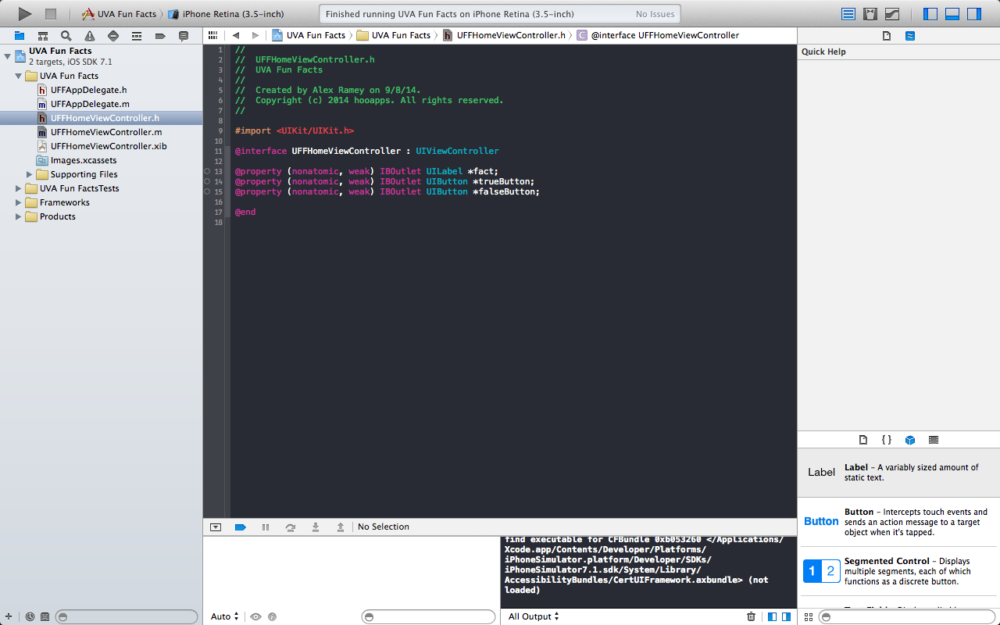 UVA Fun Facts iPhone Retina (3.5-inch) Finished running UVA Fun Facts on iPhone Retina (3.5-inch) No Issues
UVA Fun Facts UVA Fun Facts UFFHomeViewController.h @interface UFFHomeViewController
UVA Fun Facts
2 targets, iOS SDK 7.1
UVA Fun Facts
UFFAppDelegate.h
UFFAppDelegate.m
UFFHomeViewController.h
UFFHomeViewController.m
UFFHomeViewController.xib
Images.xcassets
Supporting Files
UVA Fun FactsTests
Frameworks
Products
1 //
2 // UFFHomeViewController.h
3 // UVA Fun Facts
4 //
5 // Created by Alex Ramey on 9/8/14.
6 // Copyright (c) 2014 hooapps. All rights reserved.
7 //
8
9 #import <UIKit/UIKit.h>
10
11 @interface UFFHomeViewController : UIViewController
12
13 @property (nonatomic, weak) IBOutlet UILabel *fact;
14 @property (nonatomic, weak) IBOutlet UIButton *trueButton;
15 @property (nonatomic, weak) IBOutlet UIButton *falseButton;
16
17 @end
18
No Selection
find executable for CFBundle 0xb053260 </Applications/
Xcode.app/Contents/Developer/Platforms/
iPhoneSimulator.platform/Developer/SDKs/
iPhoneSimulator7.1.sdk/System/Library/
AccessibilityBundles/CertUIFramework.axbundle> (not
loaded)
Auto
All Output
Quick Help
Label
Label – A variably sized amount of
static text.
Button
Button – Intercepts touch events and
sends an action message to a target
object when it's tapped.
1 2
Segmented Control – Displays
multiple segments, each of which
functions as a discrete button.